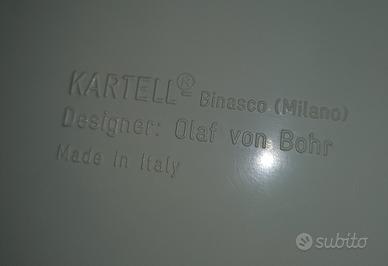 KARTELL® Binasco (Milano)
Designer: Olaf von Bohr
Made in Italy
subito